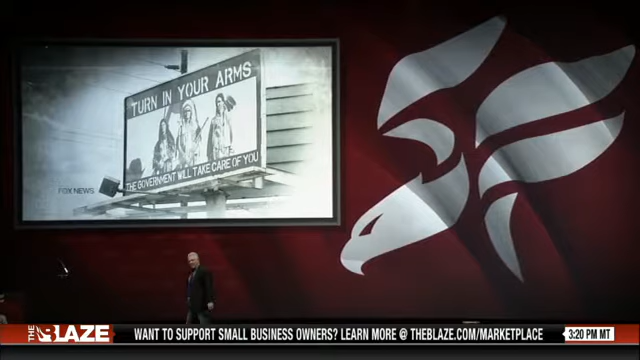 TURN IN YOUR ARMS
THE GOVERNMENT WILL TAKE CARE OF YOU
FOX NEWS
THE BLAZE
WANT TO SUPPORT SMALL BUSINESS OWNERS? LEARN MORE @ THEBLAZE.COM/MARKETPLACE
3:20 PM MT